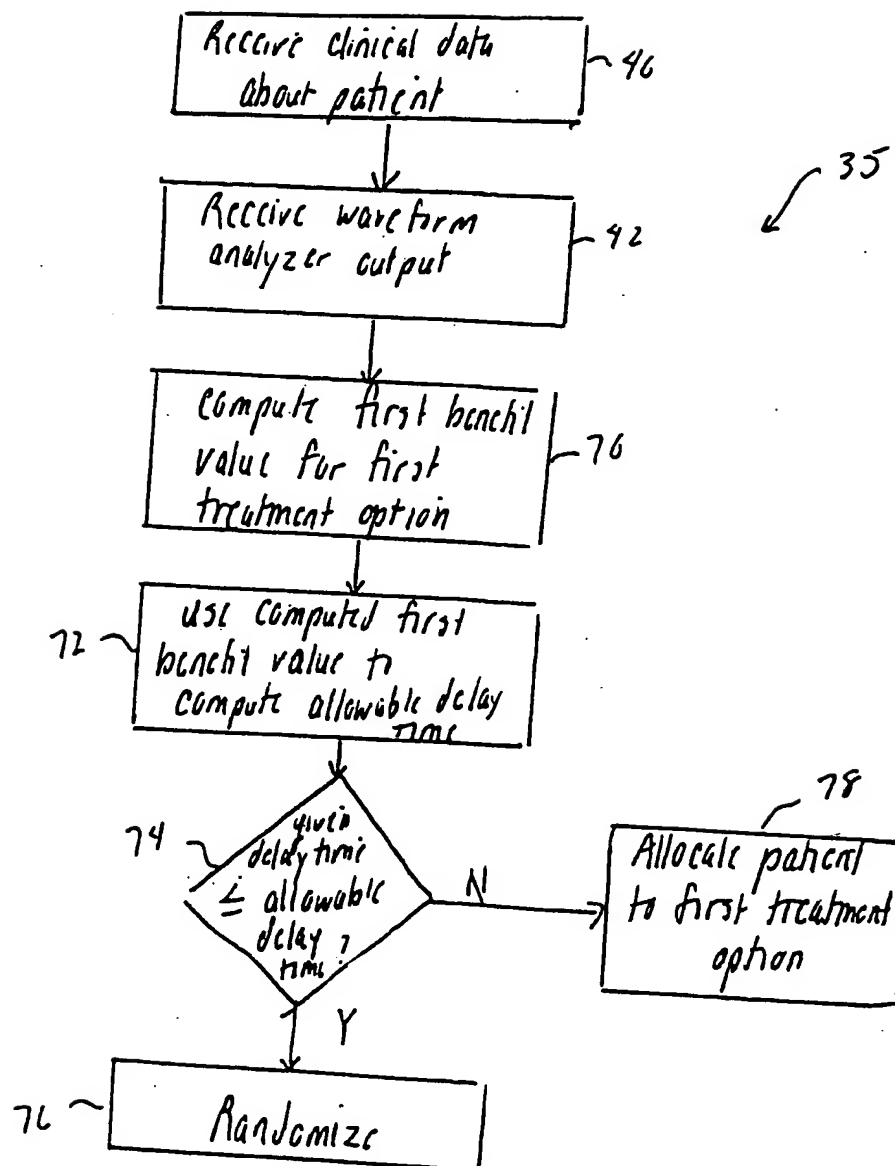 Receive clinical data
about patient
40
35
Receive waveform
analyzer output
42
compute first benefit
value for first
treatment option
70
72
use computed first
benefit value to
compute allowable delay
time
74
given
delay time
≤ allowable
delay
time?
N
78
Allocate patient
to first treatment
option
Y
76
Randomize